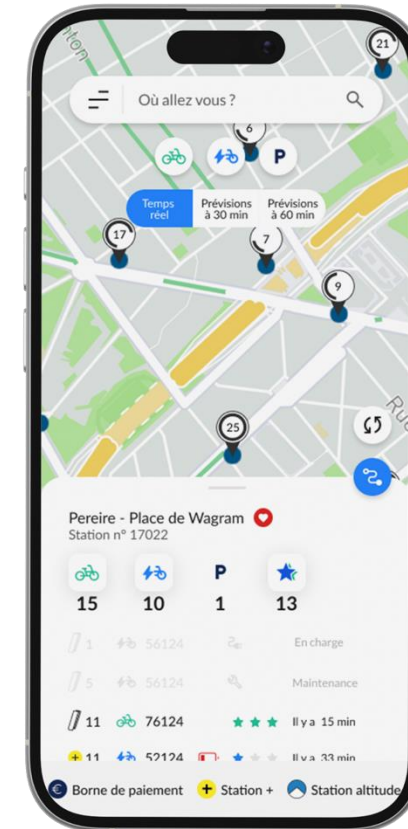 nton
21
Où allez vous ?
6
P
Temps réel
Prévisions à 30 min
Prévisions à 60 min
17
7
9
25
Pereire - Place de Wagram
Station nº 17022
P
15 10 1 13
1 56124 En charge
5 56124 Maintenance
11 76124 Il y a 15 min
11 52124 Il y a 33 min
€ Borne de paiement + Station + Station altitude